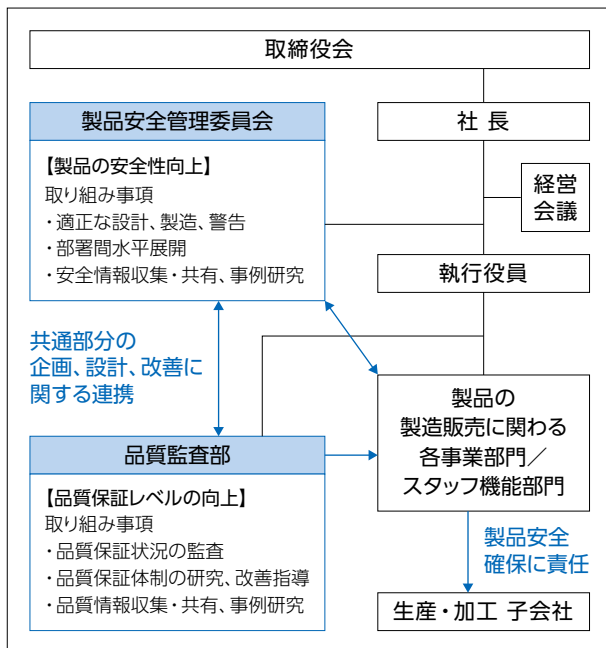 取締役会
製品安全管理委員会
【製品の安全性向上】
取り組み事項
・適正な設計、製造、警告
・部署間水平展開
・安全情報収集・共有、事例研究
社 長
経営
会議
執行役員
共通部分の
企画、設計、改善に
関する連携
製品の
製造販売に関わる
各事業部門／
スタッフ機能部門
品質監査部
【品質保証レベルの向上】
取り組み事項
・品質保証状況の監査
・品質保証体制の研究、改善指導
・品質情報収集・共有、事例研究
製品安全
確保に責任
生産・加工 子会社